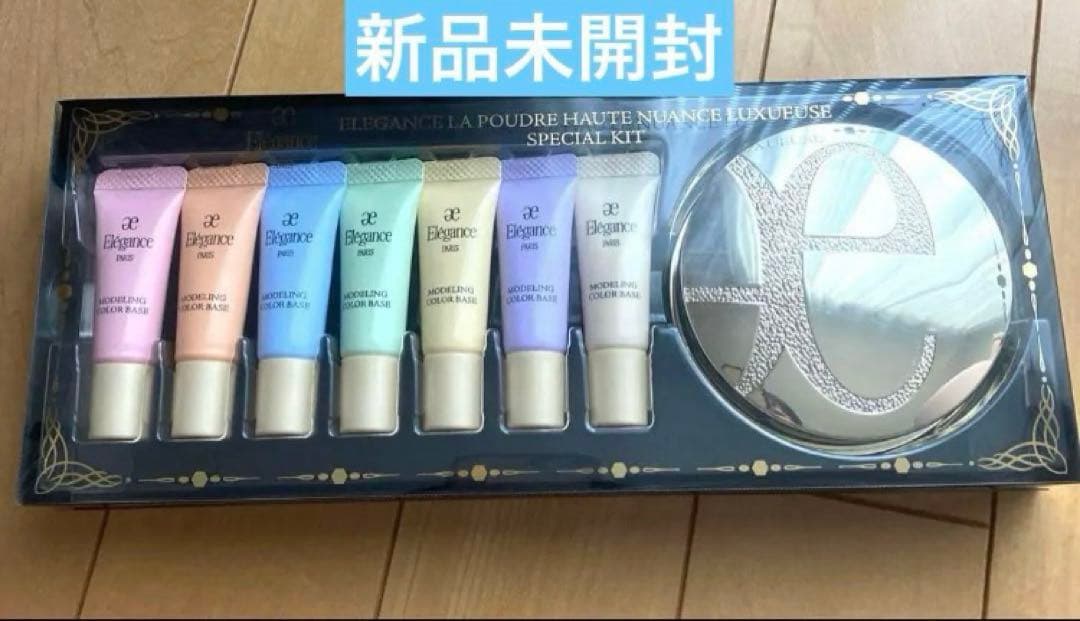 新品未開封
ELEGANCE LA POUDRE HAUTE NUANCE LUXUEUSE
SPECIAL KIT
æ
Elégance
PARIS
MODELING
COLOR BASE
æ
Elégance
PARIS
MODELING
COLOR BASE
æ
Elégance
PARIS
MODELING
COLOR BASE
æ
Elégance
PARIS
MODELING
COLOR BASE
æ
Elégance
PARIS
MODELING
COLOR BASE
æ
Elégance
PARIS
MODELING
COLOR BASE
æ
Elégance
PARIS
MODELING
COLOR BASE
æ